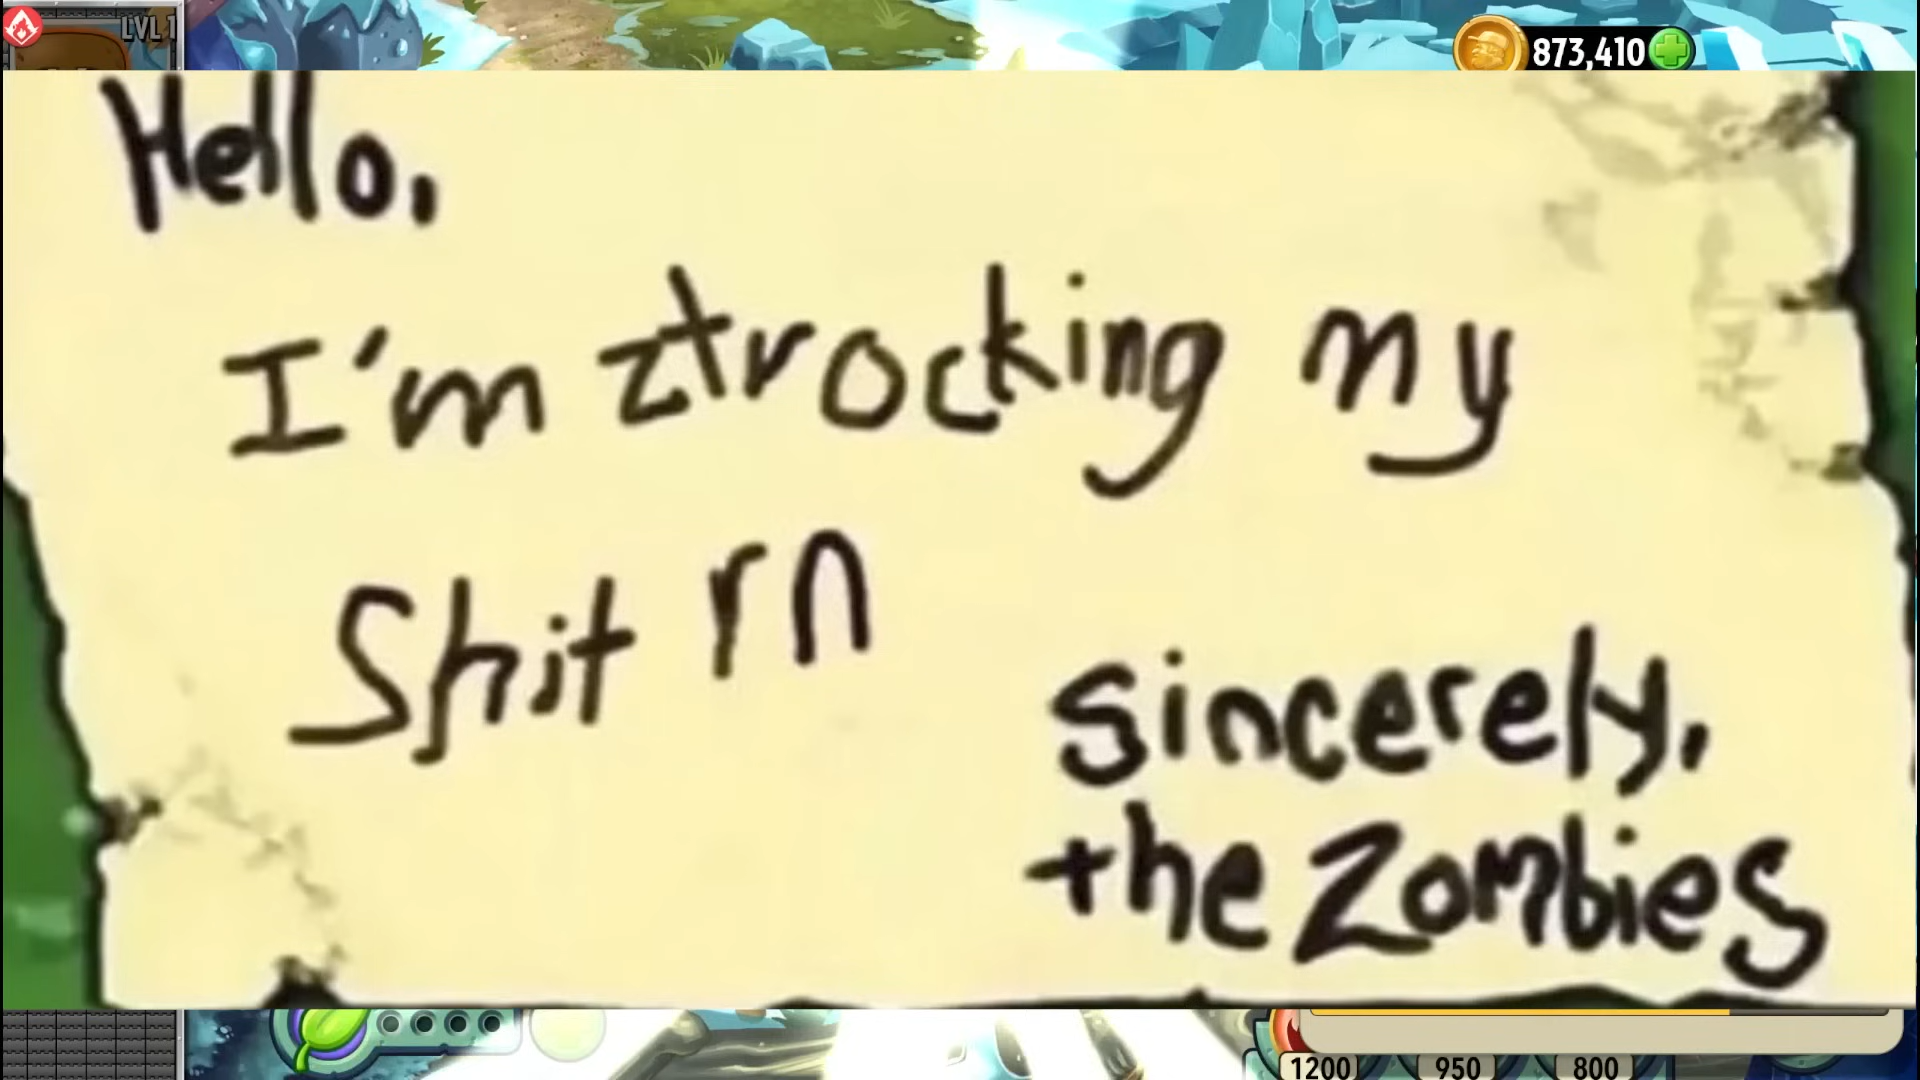 LVL 1
873,410
Hello,
I'm ztrocking my
Shit rn
sincerely,
the Zombies
1200 950 800